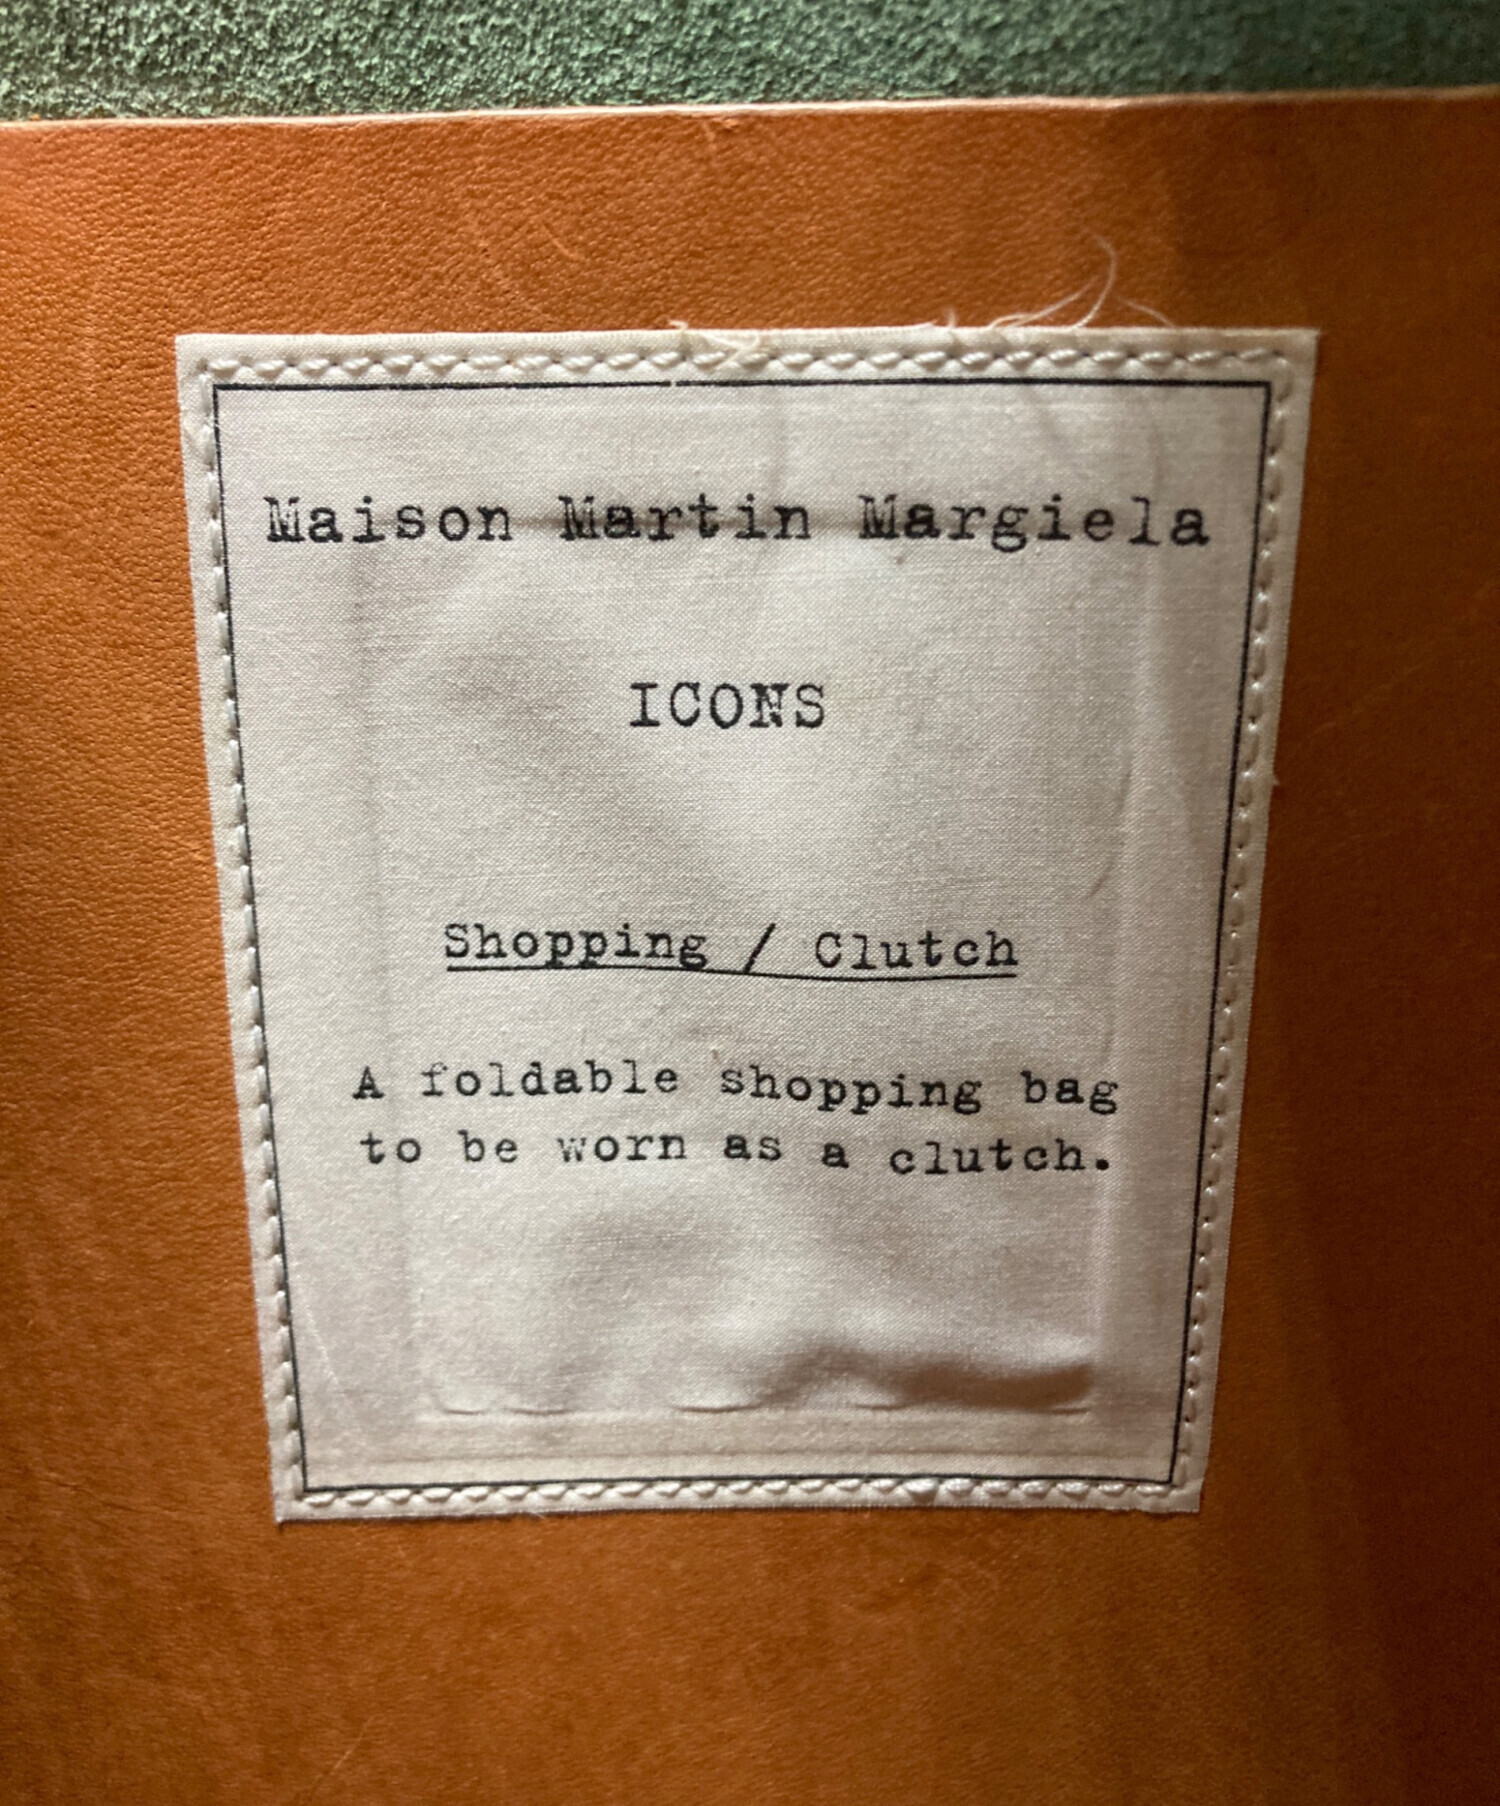 Maison Martin Margiela
ICONS
Shopping / Clutch
A foldable shopping bag
to be worn as a clutch.